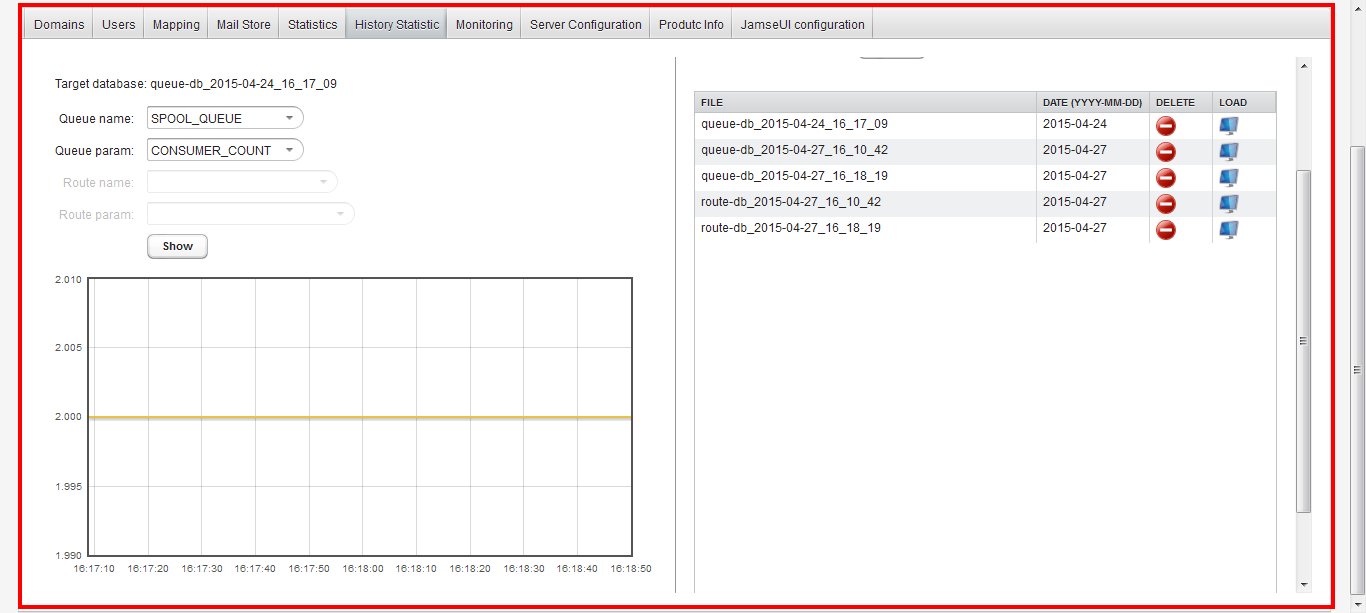 Domains Users Mapping Mail Store Statistics History Statistic Monitoring Server Configuration Produtc Info JamseUI configuration
Target database: queue-db_2015-04-24_16_17_09
Queue name: SPOOL_QUEUE
Queue param: CONSUMER_COUNT
Route name:
Route param:
Show
2.010
2.005
2.000
1.995
1.990
16:17:10 16:17:20 16:17:30 16:17:40 16:17:50 16:18:00 16:18:10 16:18:20 16:18:30 16:18:40 16:18:50
FILE DATE (YYYY-MM-DD) DELETE LOAD
queue-db_2015-04-24_16_17_09 2015-04-24
queue-db_2015-04-27_16_10_42 2015-04-27
queue-db_2015-04-27_16_18_19 2015-04-27
route-db_2015-04-27_16_10_42 2015-04-27
route-db_2015-04-27_16_18_19 2015-04-27